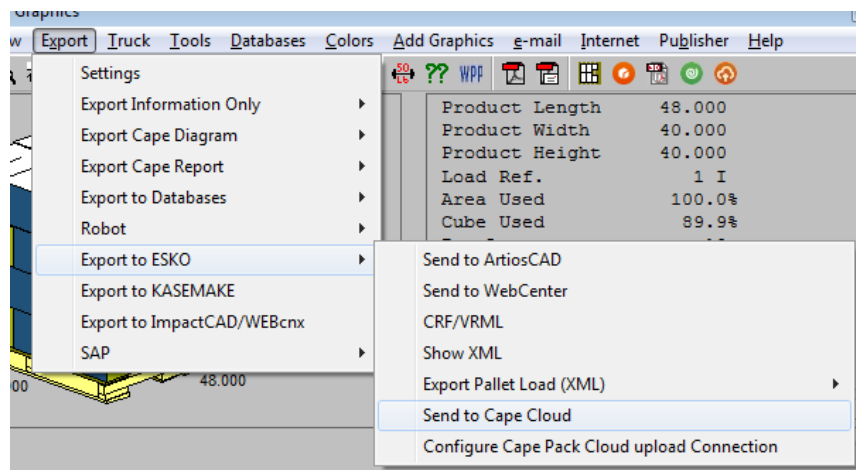 Graphics
w Export Truck Tools Databases Colors Add Graphics e-mail Internet Publisher Help
SO LG ?? WPP
Settings
Export Information Only
Export Cape Diagram
Export Cape Report
Export to Databases
Robot
Export to ESKO
Export to KASEMAKE
Export to ImpactCAD/WEBcnx
SAP
Product Length 48.000
Product Width 40.000
Product Height 40.000
Load Ref. 1 I
Area Used 100.0%
Cube Used 89.9%
Send to ArtiosCAD
Send to WebCenter
CRF/VRML
Show XML
Export Pallet Load (XML)
Send to Cape Cloud
Configure Cape Pack Cloud upload Connection
00 48.000